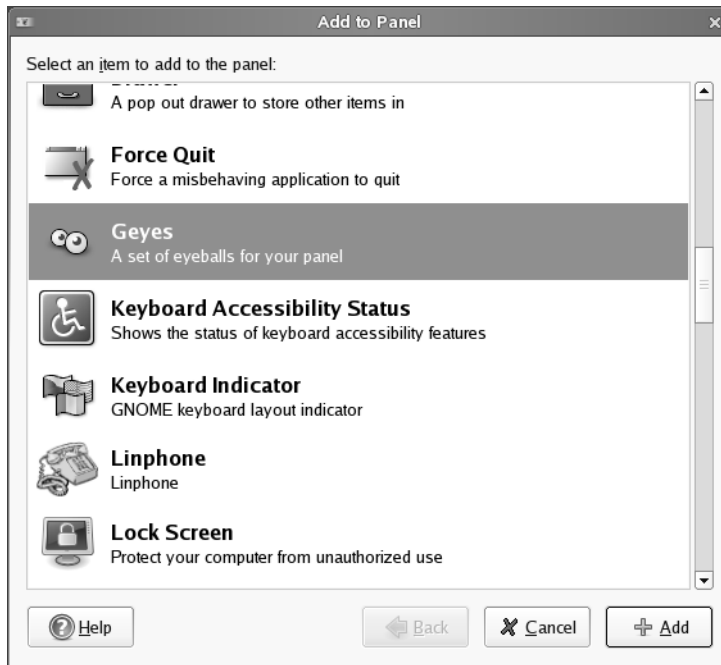 Add to Panel
Select an item to add to the panel:
Drawer
A pop out drawer to store other items in
Force Quit
Force a misbehaving application to quit
Geyes
A set of eyeballs for your panel
Keyboard Accessibility Status
Shows the status of keyboard accessibility features
Keyboard Indicator
GNOME keyboard layout indicator
Linphone
Linphone
Lock Screen
Protect your computer from unauthorized use
Help
Back
Cancel
Add